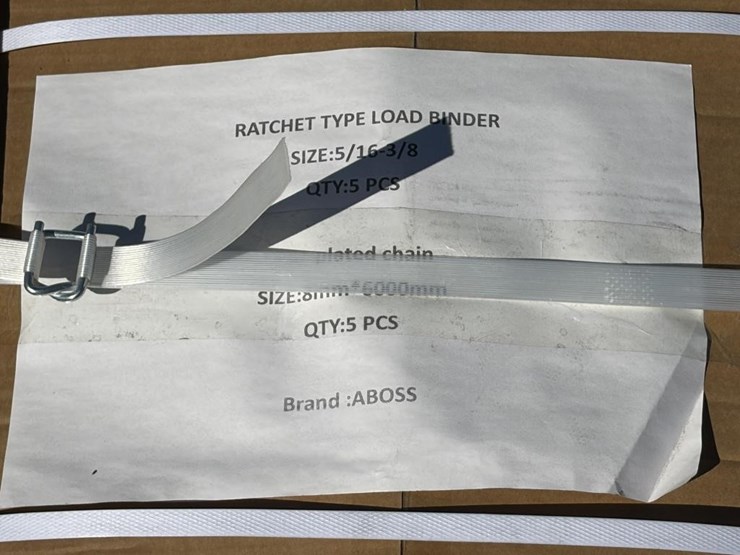 RATCHET TYPE LOAD BINDER
SIZE:5/16-3/8
QTY:5 PCS
plated chain
SIZE:8mm*6000mm
QTY:5 PCS
Brand :ABOSS